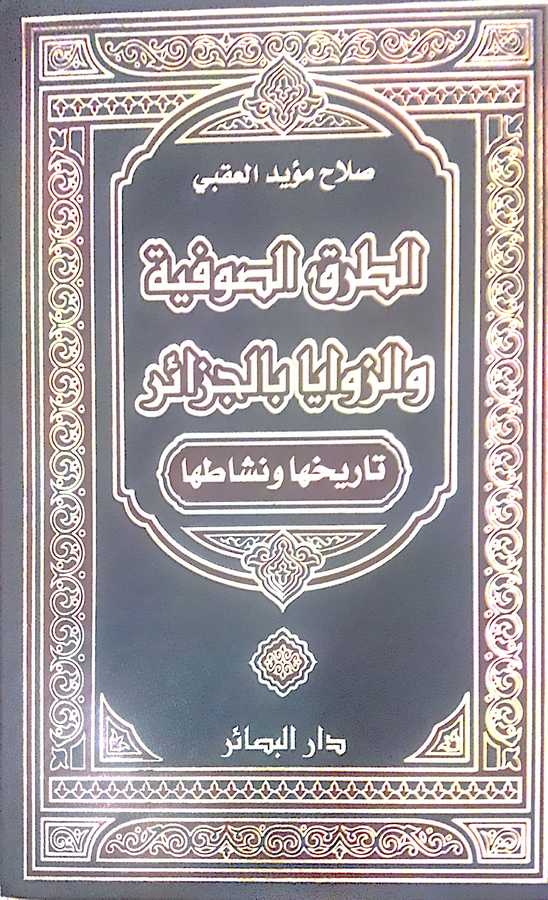 صلاح مؤيد العقبي
الطرق الصوفية
والزوايا بالجزائر
تاريخها ونشاطها
دار البصائر